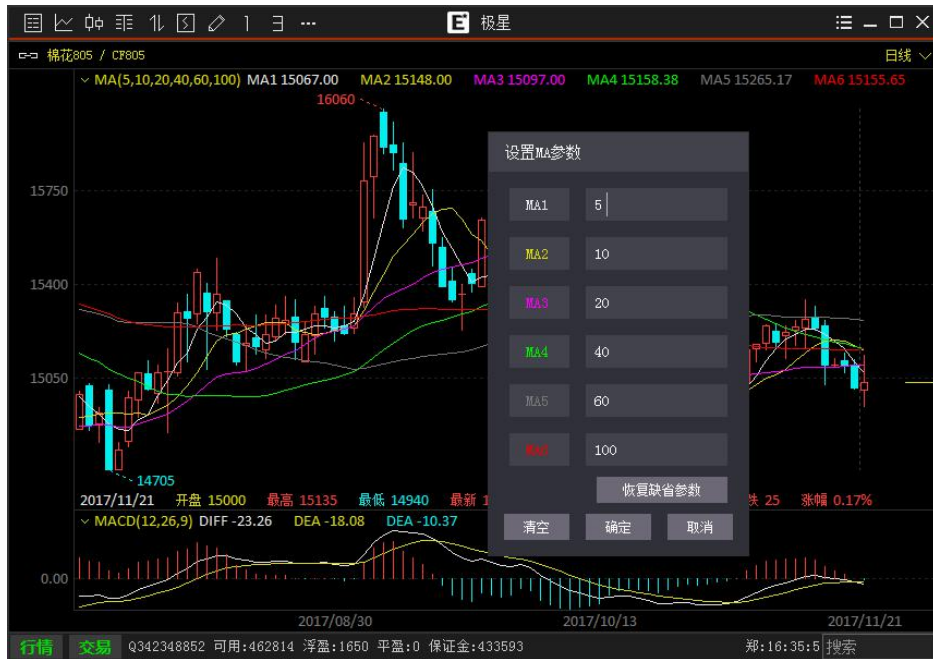 极星
棉花805 / CF805 日线
MA(5,10,20,40,60,100) MA1 15067.00 MA2 15148.00 MA3 15097.00 MA4 15158.38 MA5 15265.17 MA6 15155.65
16060
设置MA参数
15750
MA1 5
MA2 10
15400
MA3 20
MA4 40
15050
MA5 60
MA6 100
14705
恢复缺省参数
2017/11/21 开盘 15000 最高 15135 最低 14940 最新 1 跌 25 涨幅 0.17%
MACD(12,26,9) DIFF -23.26 DEA -18.08 DEA -10.37
清空 确定 取消
0.00
2017/08/30 2017/10/13 2017/11/21
行情 交易 Q342348852 可用:462814 浮盈:1650 平盈:0 保证金:433593 郑:16:35:5 搜索